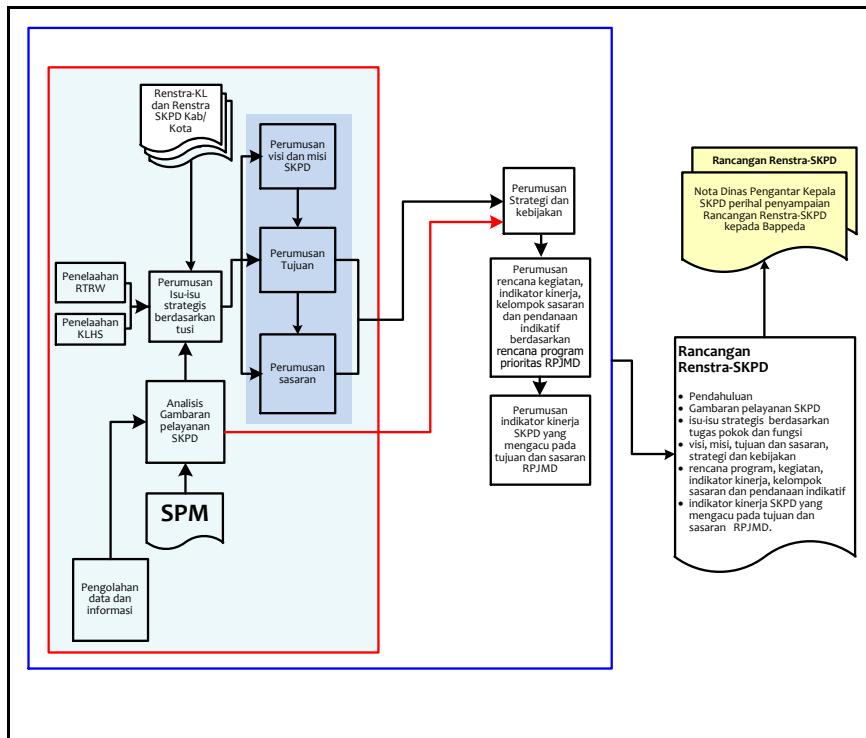 Renstra-KL
dan Renstra
SKPD Kab/
Kota
Perumusan
visi dan misi
SKPD
Penelaahan
RTRW
Penelaahan
KLHS
Perumusan
Isu-isu
strategis
berdasarkan
tusi
Perumusan
Tujuan
Perumusan
sasaran
Analisis
Gambaran
pelayanan
SKPD
SPM
Pengolahan
data dan
informasi
Perumusan
Strategi dan
kebijakan
Perumusan
rencana kegiatan,
indikator kinerja,
kelompok sasaran
dan pendanaan
indikatif
berdasarkan
rencana program
prioritas RPJMD
Perumusan
indikator kinerja
SKPD yang
mengacu pada
tujuan dan sasaran
RPJMD
Rancangan Renstra-SKPD
Nota Dinas Pengantar Kepala
SKPD perihal penyampaian
Rancangan Renstra-SKPD
kepada Bappeda
Rancangan
Renstra-SKPD
• Pendahuluan
• Gambaran pelayanan SKPD
• isu-isu strategis berdasarkan
tugas pokok dan fungsi
• visi, misi, tujuan dan sasaran,
strategi dan kebijakan
• rencana program, kegiatan,
indikator kinerja, kelompok
sasaran dan pendanaan indikatif
• indikator kinerja SKPD yang
mengacu pada tujuan dan
sasaran RPJMD.